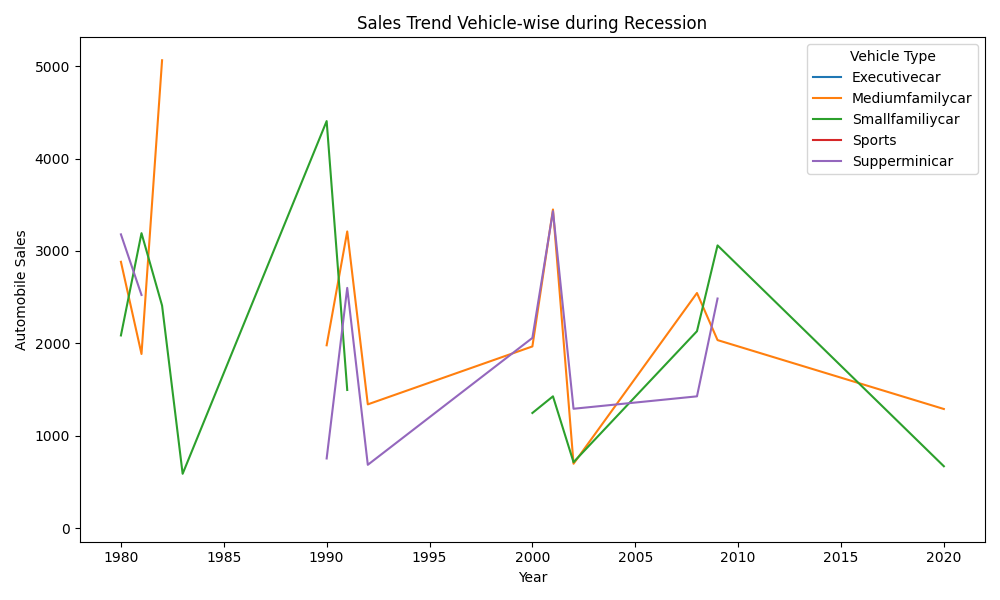 Sales Trend Vehicle-wise during Recession
Vehicle Type
Executivecar
Mediumfamilycar
Smallfamiliycar
Sports
Supperminicar
5000
4000
3000
2000
1000
0
Automobile Sales
1980 1985 1990 1995 2000 2005 2010 2015 2020
Year